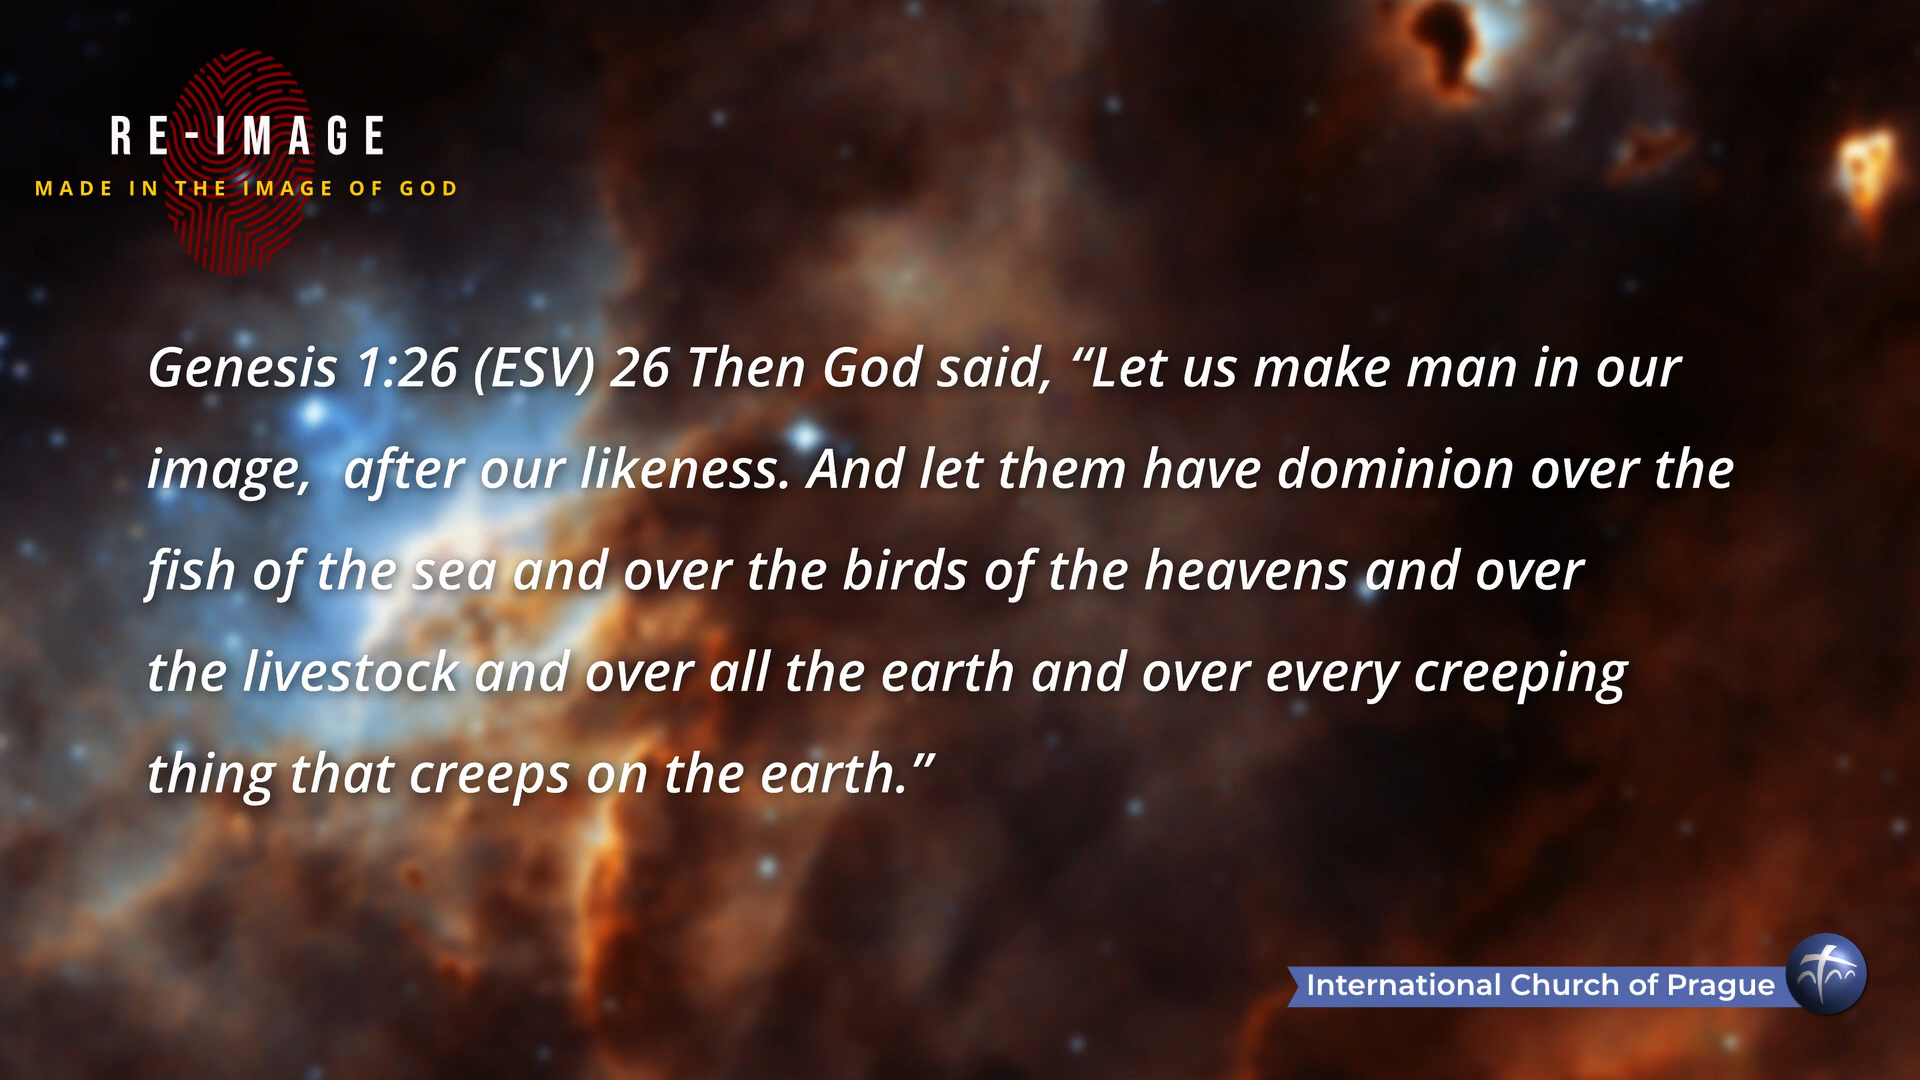 RE-IMAGE
MADE IN THE IMAGE OF GOD
Genesis 1:26 (ESV) 26 Then God said, “Let us make man in our
image,  after our likeness. And let them have dominion over the
fish of the sea and over the birds of the heavens and over
the livestock and over all the earth and over every creeping
thing that creeps on the earth.”
International Church of Prague